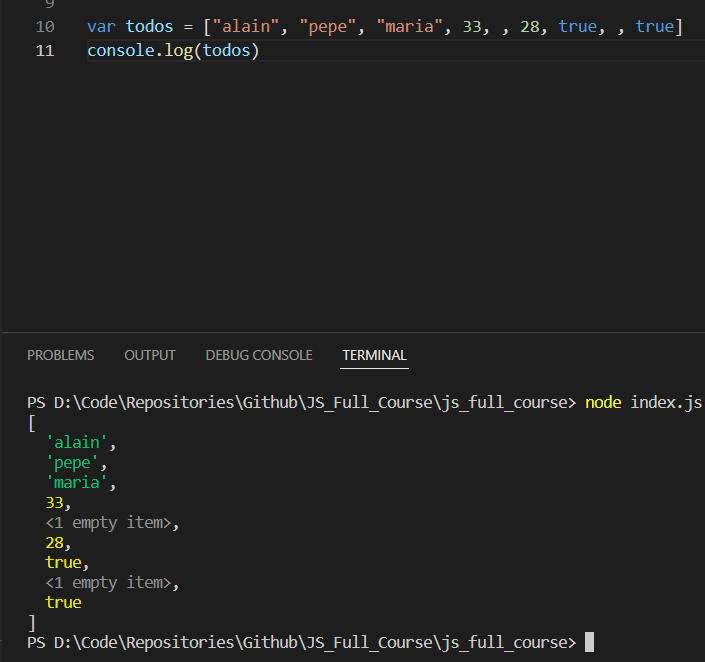 9
10 var todos = ["alain", "pepe", "maria", 33, , 28, true, , true]
11 console.log(todos)
PROBLEMS OUTPUT DEBUG CONSOLE TERMINAL
PS D:\Code\Repositories\Github\JS_Full_Course\js_full_course> node index.js
[
  'alain',
  'pepe',
  'maria',
  33,
  <1 empty item>,
  28,
  true,
  <1 empty item>,
  true
]
PS D:\Code\Repositories\Github\JS_Full_Course\js_full_course>